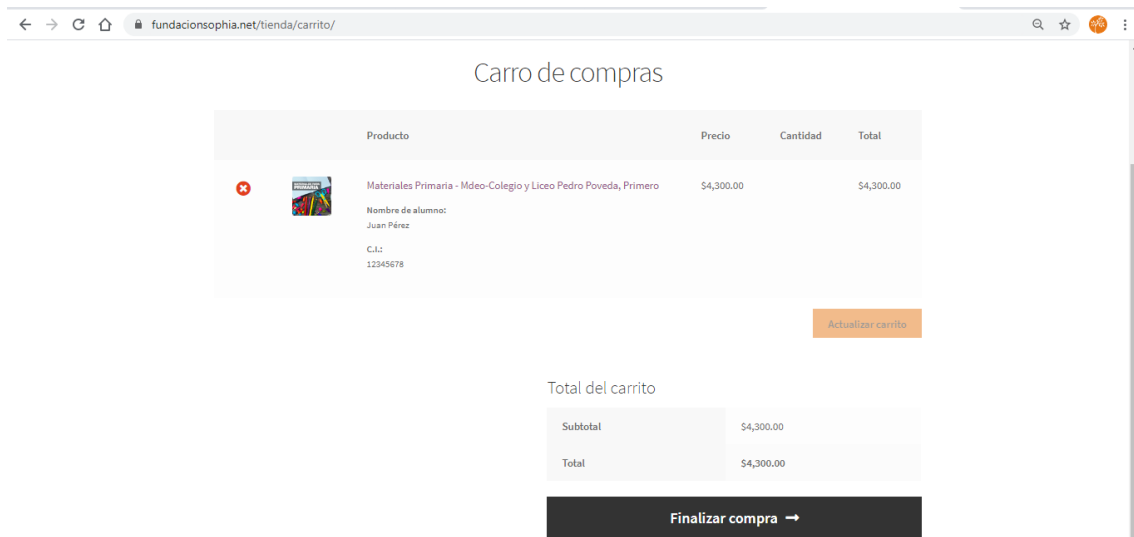 fundacionsophia.net/tienda/carrito/
Carro de compras
Producto Precio Cantidad Total
Materiales Primaria - Mdeo-Colegio y Liceo Pedro Poveda, Primero $4,300.00 $4,300.00
Nombre de alumno:
Juan Pérez
C.I.:
12345678
Actualizar carrito
Total del carrito
Subtotal $4,300.00
Total $4,300.00
Finalizar compra →